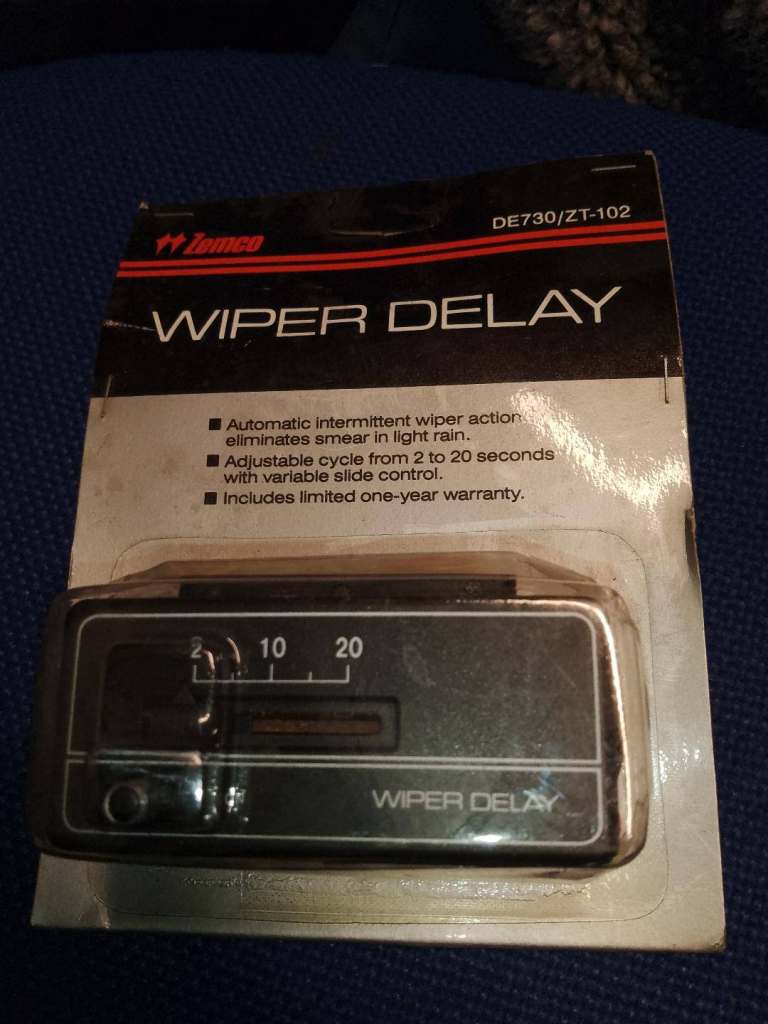 Zemco
DE730/ZT-102
WIPER DELAY
■ Automatic intermittent wiper action
eliminates smear in light rain.
■ Adjustable cycle from 2 to 20 seconds
with variable slide control.
■ Includes limited one-year warranty.
2 10 20
WIPER DELAY